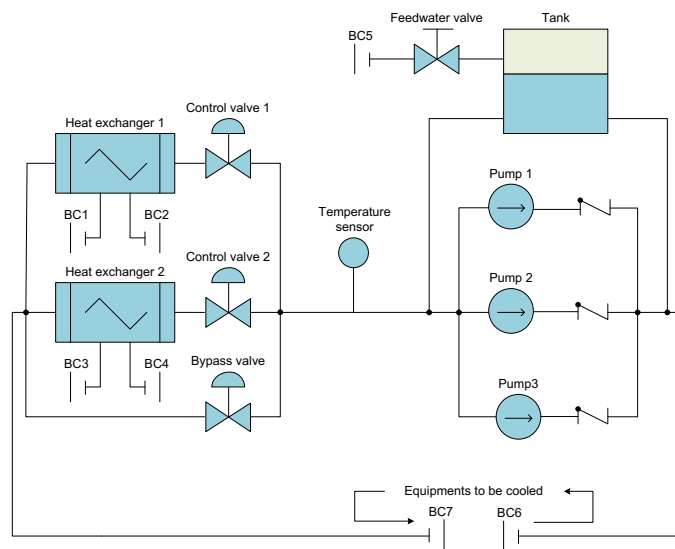 Feedwater valve
Tank
BC5
Heat exchanger 1
Control valve 1
Pump 1
BC1
BC2
Temperature
sensor
Heat exchanger 2
Control valve 2
Pump 2
BC3
BC4
Bypass valve
Pump3
Equipments to be cooled
BC7
BC6